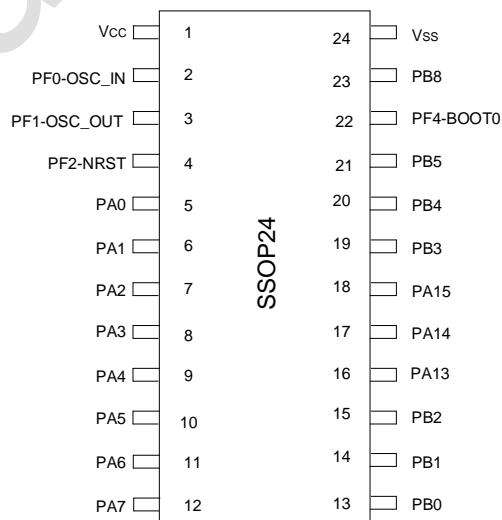 Vcc 1 24 Vss
PF0-OSC_IN 2 23 PB8
PF1-OSC_OUT 3 22 PF4-BOOT0
PF2-NRST 4 21 PB5
PA0 5 20 PB4
PA1 6 19 PB3
PA2 7 18 PA15
PA3 8 17 PA14
PA4 9 16 PA13
PA5 10 15 PB2
PA6 11 14 PB1
PA7 12 13 PB0
SSOP24